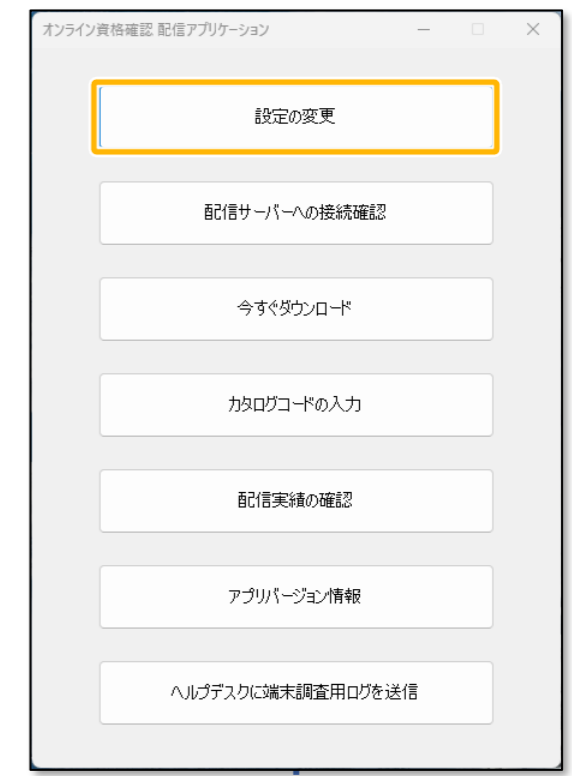 オンライン資格確認 配信アプリケーション
設定の変更
配信サーバーへの接続確認
今すぐダウンロード
カタログコードの入力
配信実績の確認
アプリバージョン情報
ヘルプデスクに端末調査用ログを送信